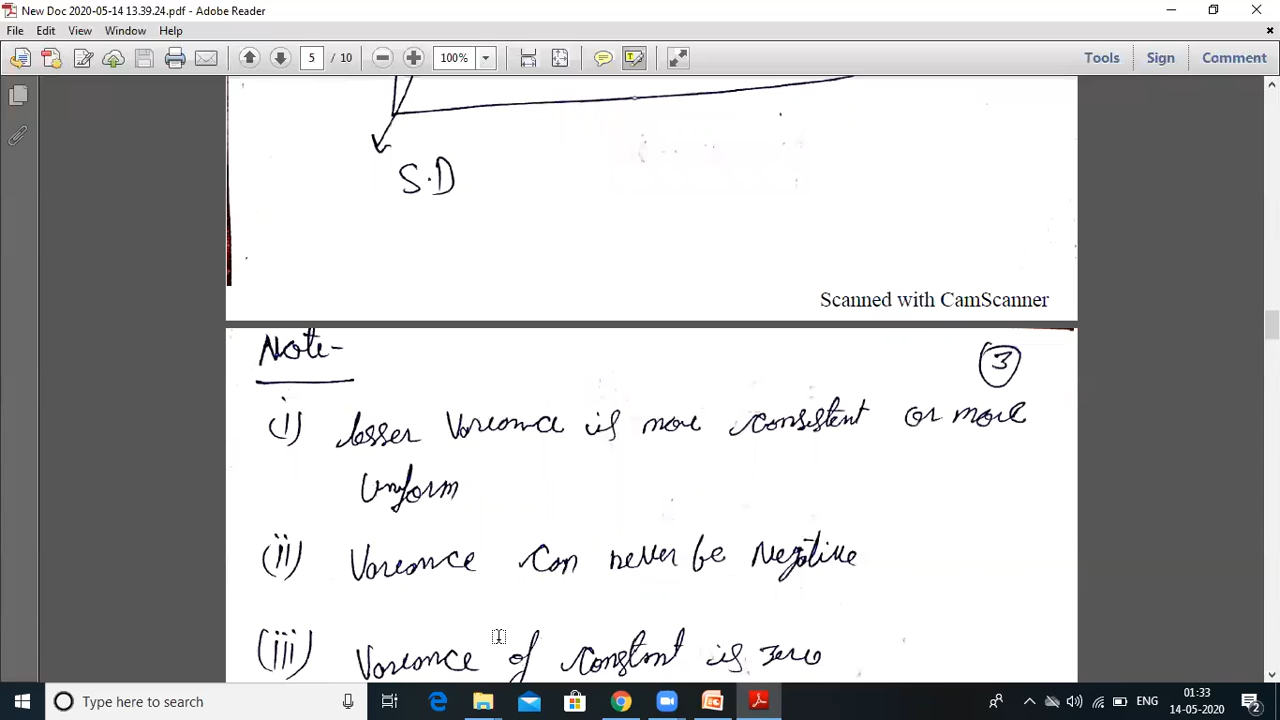 New Doc 2020-05-14 13.39.24.pdf - Adobe Reader
File Edit View Window Help
5 / 10 100% Tools Sign Comment
S.D
Scanned with CamScanner
Note-
3
(i) lesser Variance is more consistent or more
Uniform
(ii) Variance can never be Negative
(iii) Variance of constant is zero
Type here to search
ENG
01:33
14-05-2020
2